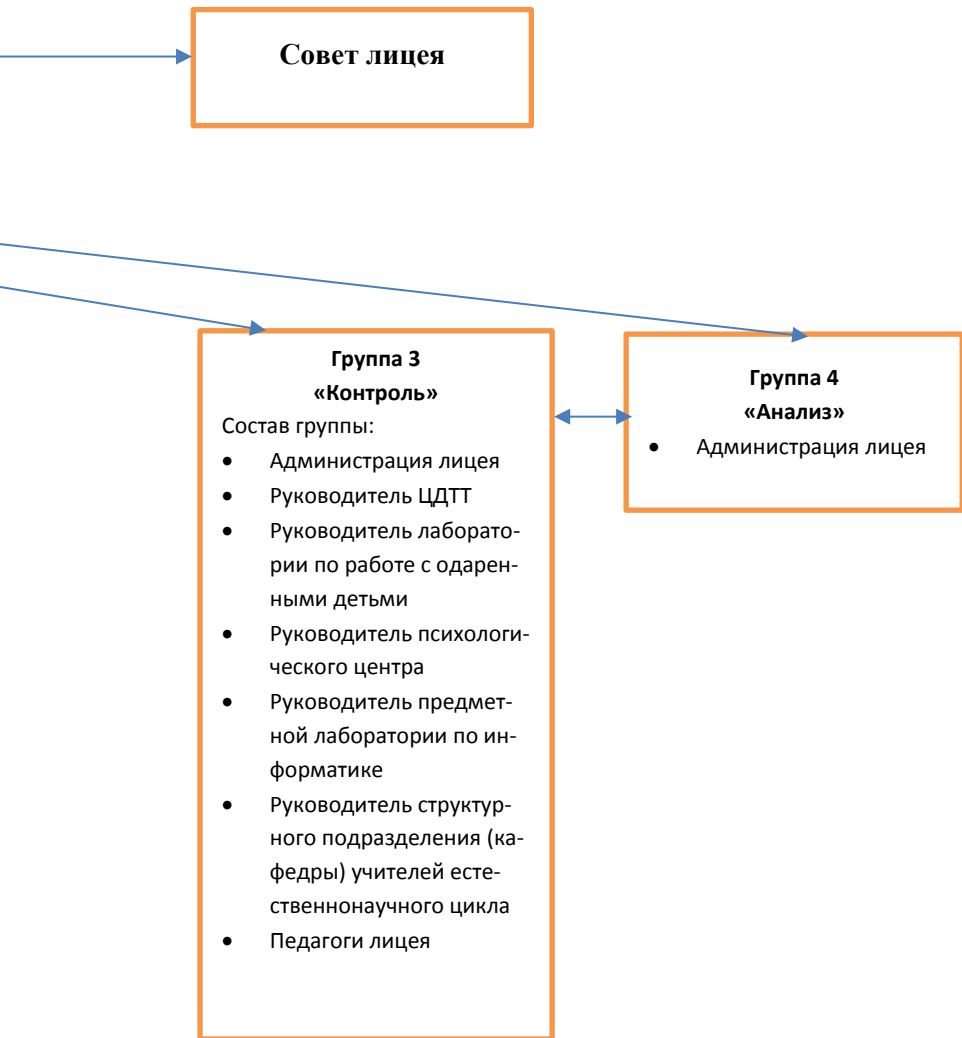 Совет лицея
Группа 3
«Контроль»
Состав группы:
• Администрация лицея
• Руководитель ЦДТТ
• Руководитель лаборато-
рии по работе с одарен-
ными детьми
• Руководитель психологи-
ческого центра
• Руководитель предмет-
ной лаборатории по ин-
форматике
• Руководитель структур-
ного подразделения (ка-
федры) учителей есте-
ственнонаучного цикла
• Педагоги лицея
Группа 4
«Анализ»
• Администрация лицея